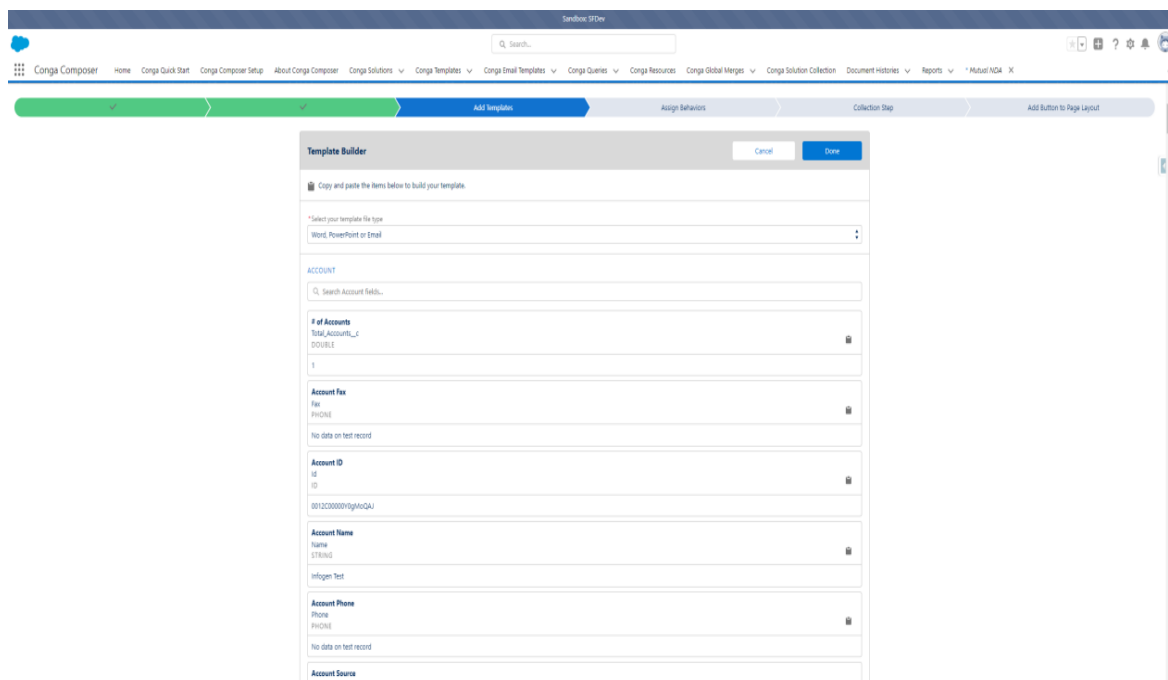 Sandbox: SFDev
Search...
Conga Composer Home Conga Quick Start Conga Composer Setup About Conga Composer Conga Solutions Conga Templates Conga Email Templates Conga Queries Conga Resources Conga Global Merges Conga Solution Collection Document Histories Reports * Mutual NDA
Add Templates Assign Behaviors Collection Step Add Button to Page Layout
Template Builder Cancel Done
Copy and paste the items below to build your template.
*Select your template file type
Word, PowerPoint or Email
ACCOUNT
Search Account fields...
# of Accounts
Total_Accounts__c
DOUBLE
1
Account Fax
Fax
PHONE
No data on test record
Account ID
Id
ID
Account Name
Name
STRING
Infogen Test
Account Phone
Phone
PHONE
No data on test record
Account Source